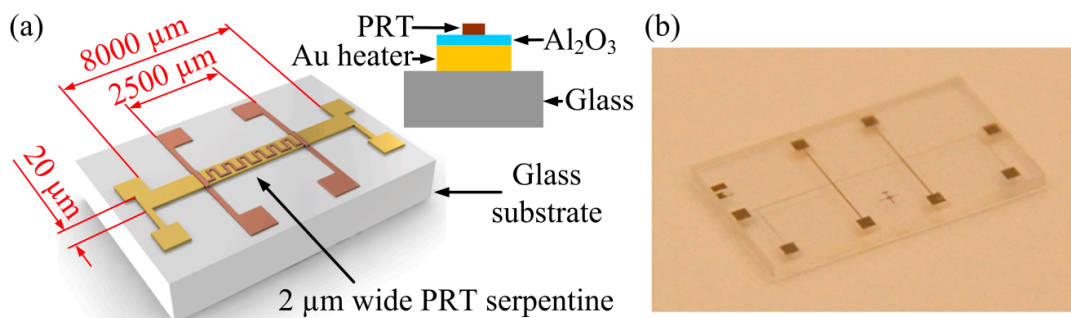 (a)
8000 µm
2500 µm
20 µm
PRT
Au heater
Al₂O₃
Glass
Glass
substrate
2 µm wide PRT serpentine
(b)